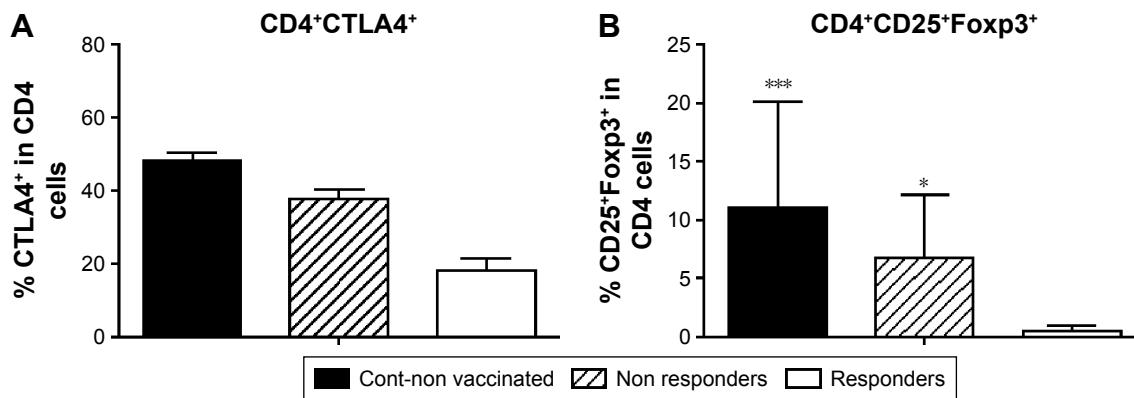 A
CD4⁺CTLA4⁺
% CTLA4⁺ in CD4
cells
80
60
40
20
0
B
CD4⁺CD25⁺Foxp3⁺
% CD25⁺Foxp3⁺ in
CD4 cells
25
20
15
10
5
0
***
*
Cont-non vaccinated Non responders Responders